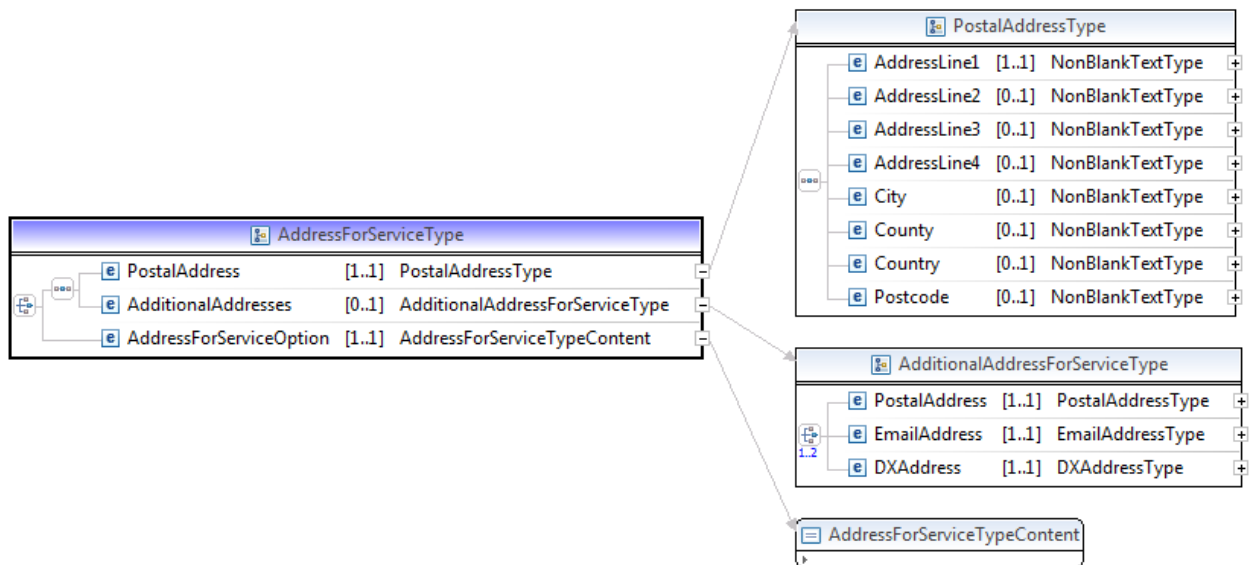 PostalAddressType
e AddressLine1 [1..1] NonBlankTextType
e AddressLine2 [0..1] NonBlankTextType
e AddressLine3 [0..1] NonBlankTextType
e AddressLine4 [0..1] NonBlankTextType
e City [0..1] NonBlankTextType
e County [0..1] NonBlankTextType
e Country [0..1] NonBlankTextType
e Postcode [0..1] NonBlankTextType
AddressForServiceType
e PostalAddress [1..1] PostalAddressType
e AdditionalAddresses [0..1] AdditionalAddressForServiceType
e AddressForServiceOption [1..1] AddressForServiceTypeContent
AdditionalAddressForServiceType
e PostalAddress [1..1] PostalAddressType
e EmailAddress [1..1] EmailAddressType
1..2
e DXAddress [1..1] DXAddressType
AddressForServiceTypeContent